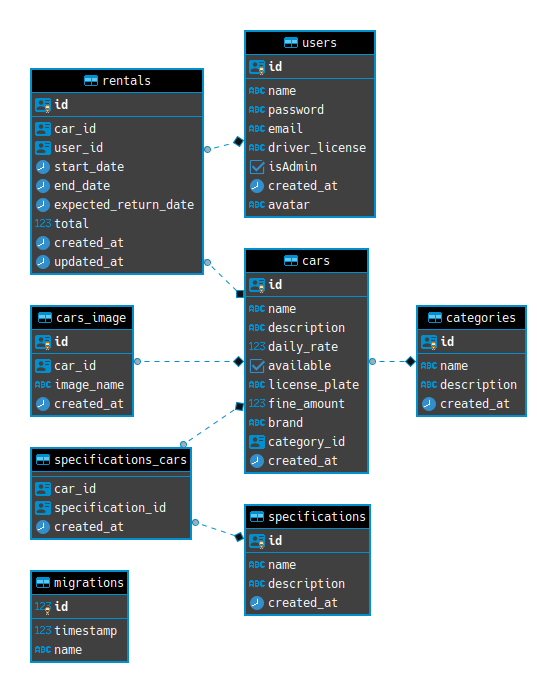 users
id
name
password
email
driver_license
isAdmin
created_at
avatar
rentals
id
car_id
user_id
start_date
end_date
expected_return_date
total
created_at
updated_at
cars
id
name
description
daily_rate
available
license_plate
fine_amount
brand
category_id
created_at
cars_image
id
car_id
image_name
created_at
categories
id
name
description
created_at
specifications_cars
car_id
specification_id
created_at
specifications
id
name
description
created_at
migrations
id
timestamp
name